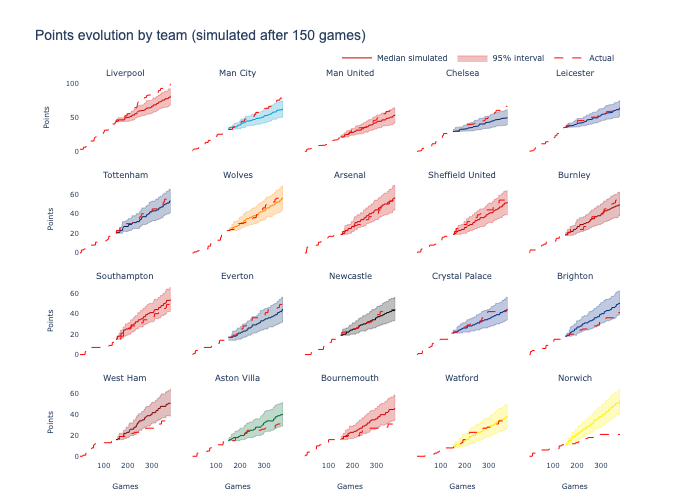 Points evolution by team (simulated after 150 games)
Median simulated 95% interval Actual
Liverpool Man City Man United Chelsea Leicester
100
50
0
Points
Tottenham Wolves Arsenal Sheffield United Burnley
60
40
20
0
Points
Southampton Everton Newcastle Crystal Palace Brighton
60
40
20
0
Points
West Ham Aston Villa Bournemouth Watford Norwich
60
40
20
0
Points
100 200 300 100 200 300 100 200 300 100 200 300 100 200 300
Games Games Games Games Games